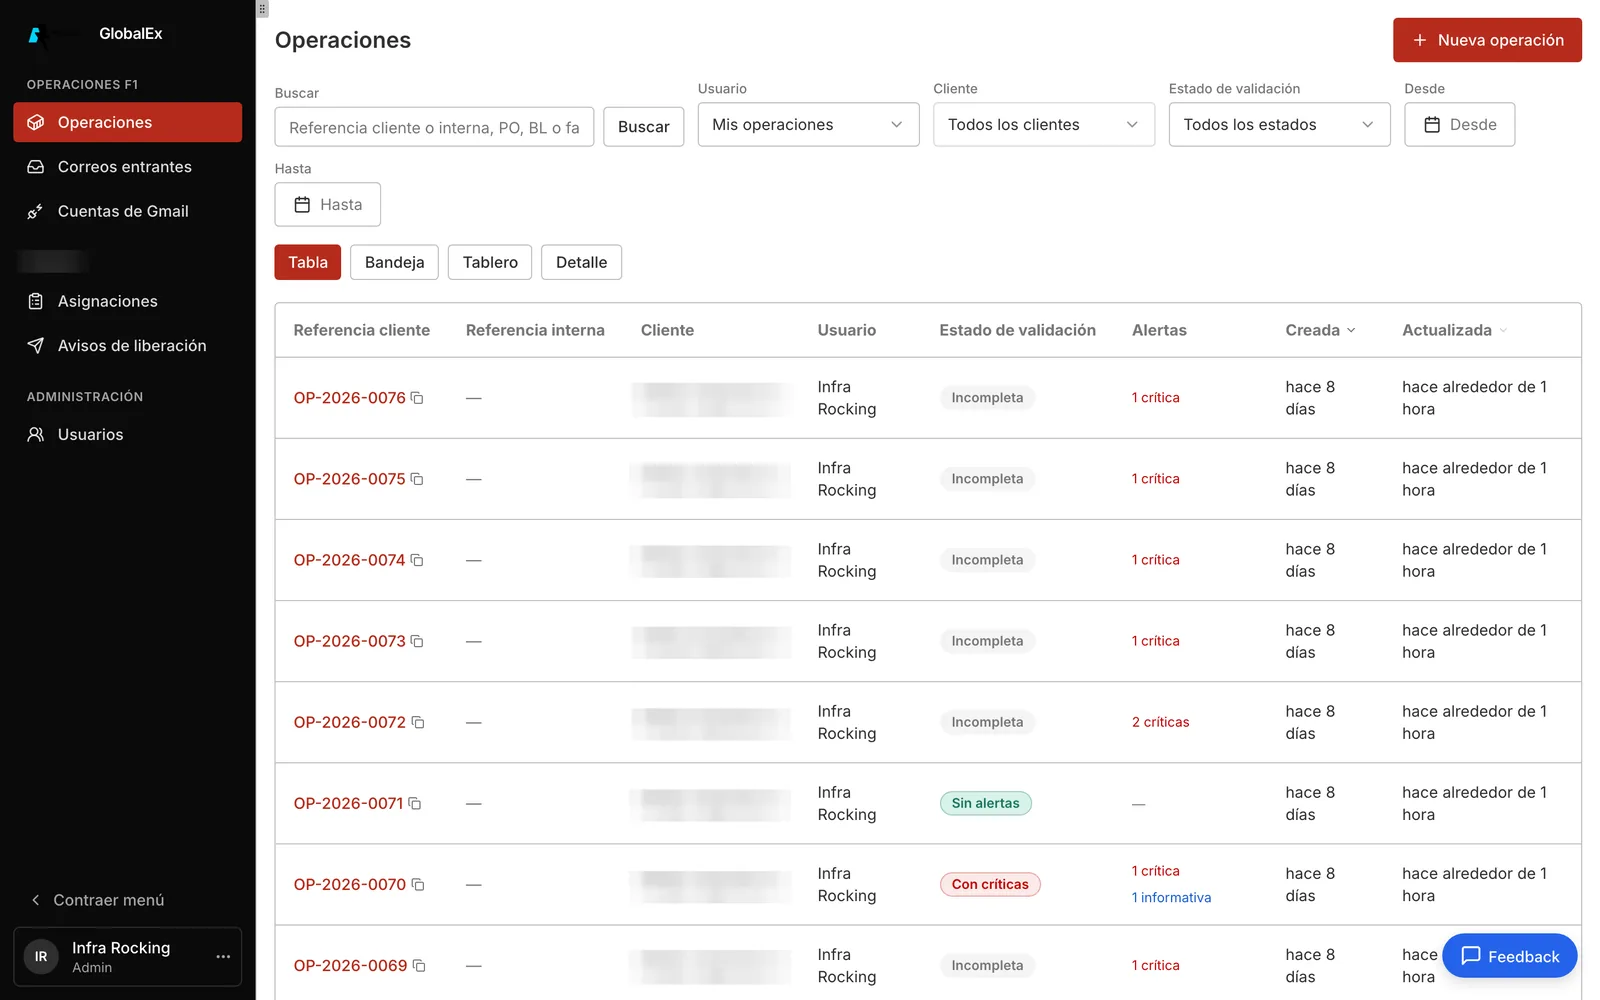 GlobalEx
OPERACIONES F1
Operaciones
Correos entrantes
Cuentas de Gmail
Asignaciones
Avisos de liberación
ADMINISTRACIÓN
Usuarios
Contraer menú
IR
Infra Rocking
Admin
Operaciones
Nueva operación
Buscar
Referencia cliente o interna, PO, BL o fa
Buscar
Usuario
Mis operaciones
Cliente
Todos los clientes
Estado de validación
Todos los estados
Desde
Desde
Hasta
Hasta
Tabla Bandeja Tablero Detalle
Referencia cliente Referencia interna Cliente Usuario Estado de validación Alertas Creada Actualizada
OP-2026-0076 — Infra Rocking Incompleta 1 crítica hace 8 días hace alrededor de 1 hora
OP-2026-0075 — Infra Rocking Incompleta 1 crítica hace 8 días hace alrededor de 1 hora
OP-2026-0074 — Infra Rocking Incompleta 1 crítica hace 8 días hace alrededor de 1 hora
OP-2026-0073 — Infra Rocking Incompleta 1 crítica hace 8 días hace alrededor de 1 hora
OP-2026-0072 — Infra Rocking Incompleta 2 críticas hace 8 días hace alrededor de 1 hora
OP-2026-0071 — Infra Rocking Sin alertas — hace 8 días hace alrededor de 1 hora
OP-2026-0070 — Infra Rocking Con críticas 1 crítica 1 informativa hace 8 días hace alrededor de 1 hora
OP-2026-0069 — Infra Rocking Incompleta 1 crítica hace 8 días hace hora
Feedback